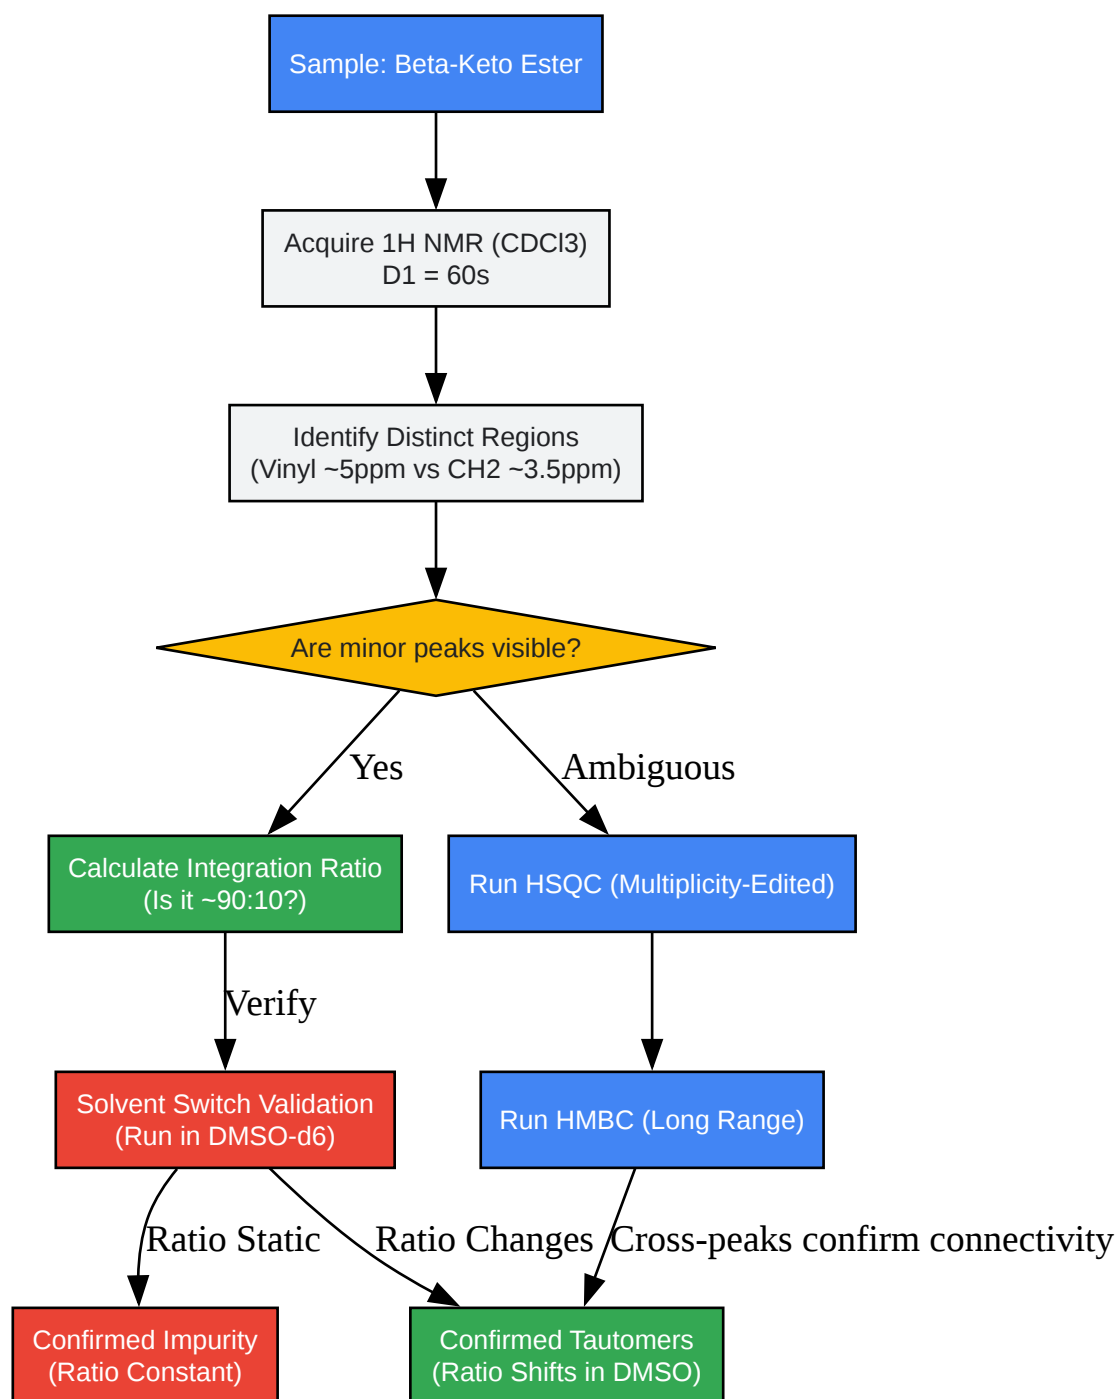 Sample: Beta-Keto Ester
Acquire 1H NMR (CDCl3)
D1 = 60s
Identify Distinct Regions
(Vinyl ~5ppm vs CH2 ~3.5ppm)
Are minor peaks visible?
Yes
Ambiguous
Calculate Integration Ratio
(Is it ~90:10?)
Run HSQC (Multiplicity-Edited)
Verify
Solvent Switch Validation
(Run in DMSO-d6)
Run HMBC (Long Range)
Ratio Static
Ratio Changes
Cross-peaks confirm connectivity
Confirmed Impurity
(Ratio Constant)
Confirmed Tautomers
(Ratio Shifts in DMSO)